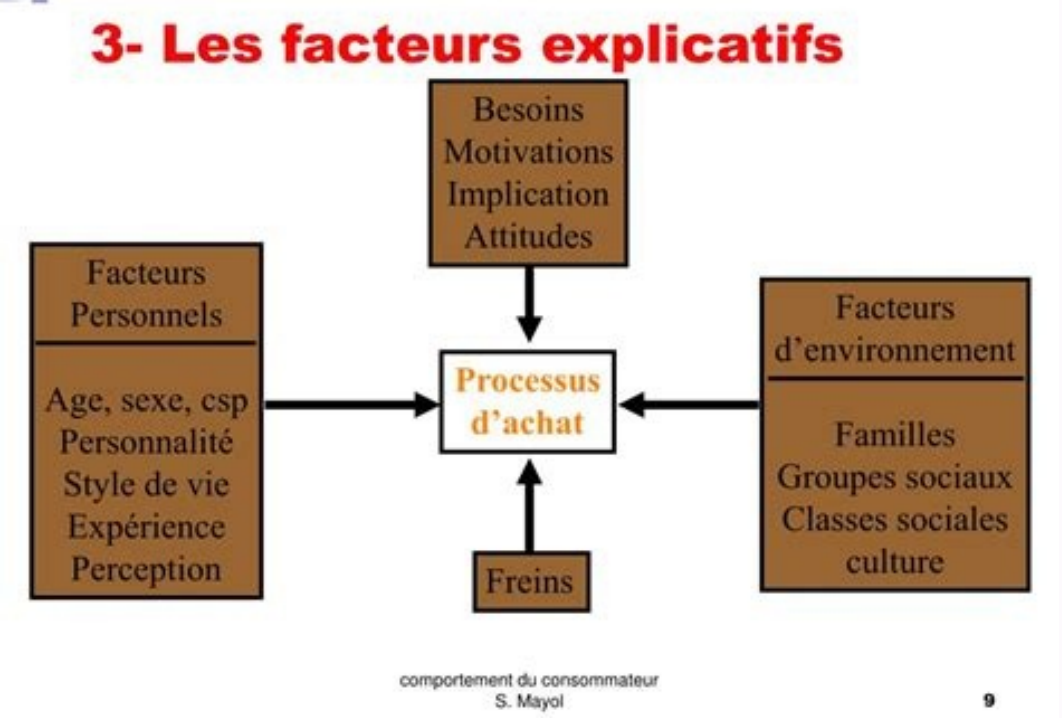 3- Les facteurs explicatifs
Besoins
Motivations
Implication
Attitudes
Facteurs
Personnels
Age, sexe, csp
Personnalité
Style de vie
Expérience
Perception
Processus
d'achat
Facteurs
d'environnement
Familles
Groupes sociaux
Classes sociales
culture
Freins
comportement du consommateur
S. Mayol
9